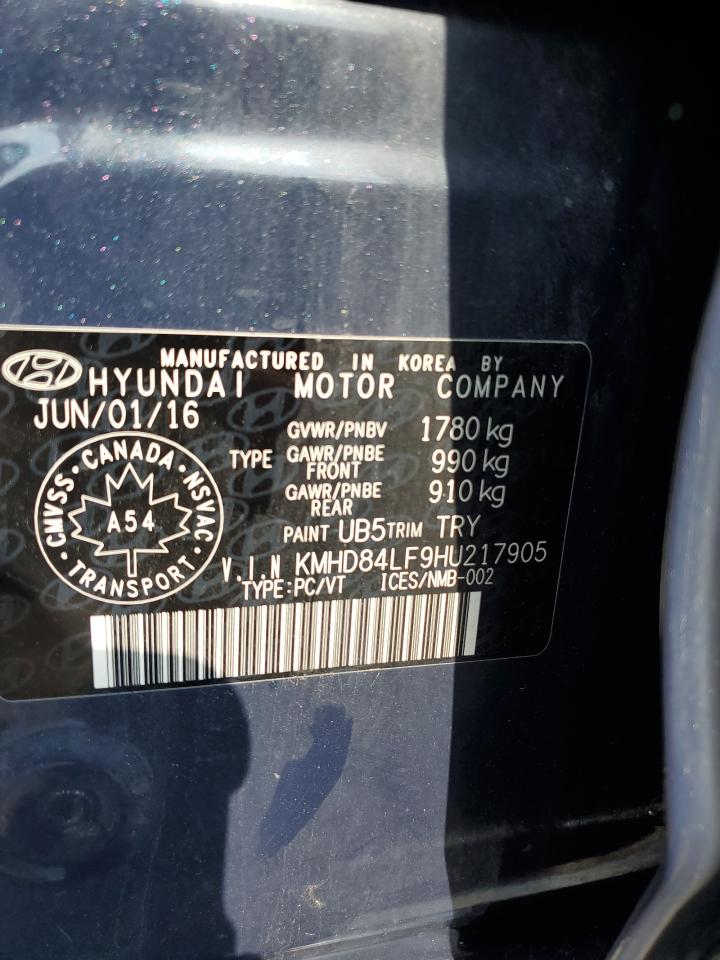 MANUFACTURED IN KOREA BY
HYUNDAI MOTOR COMPANY
JUN/01/16
GVWR/PNBV 1780 kg
TYPE GAWR/PNBE FRONT 990 kg
GAWR/PNBE REAR 910 kg
PAINT UB5 TRIM TRY
CMVSS · CANADA · NSVAC · TRANSPORT ·
A54
V.I.N KMHD84LF9HU217905
TYPE:PC/VT ICES/NMB-002